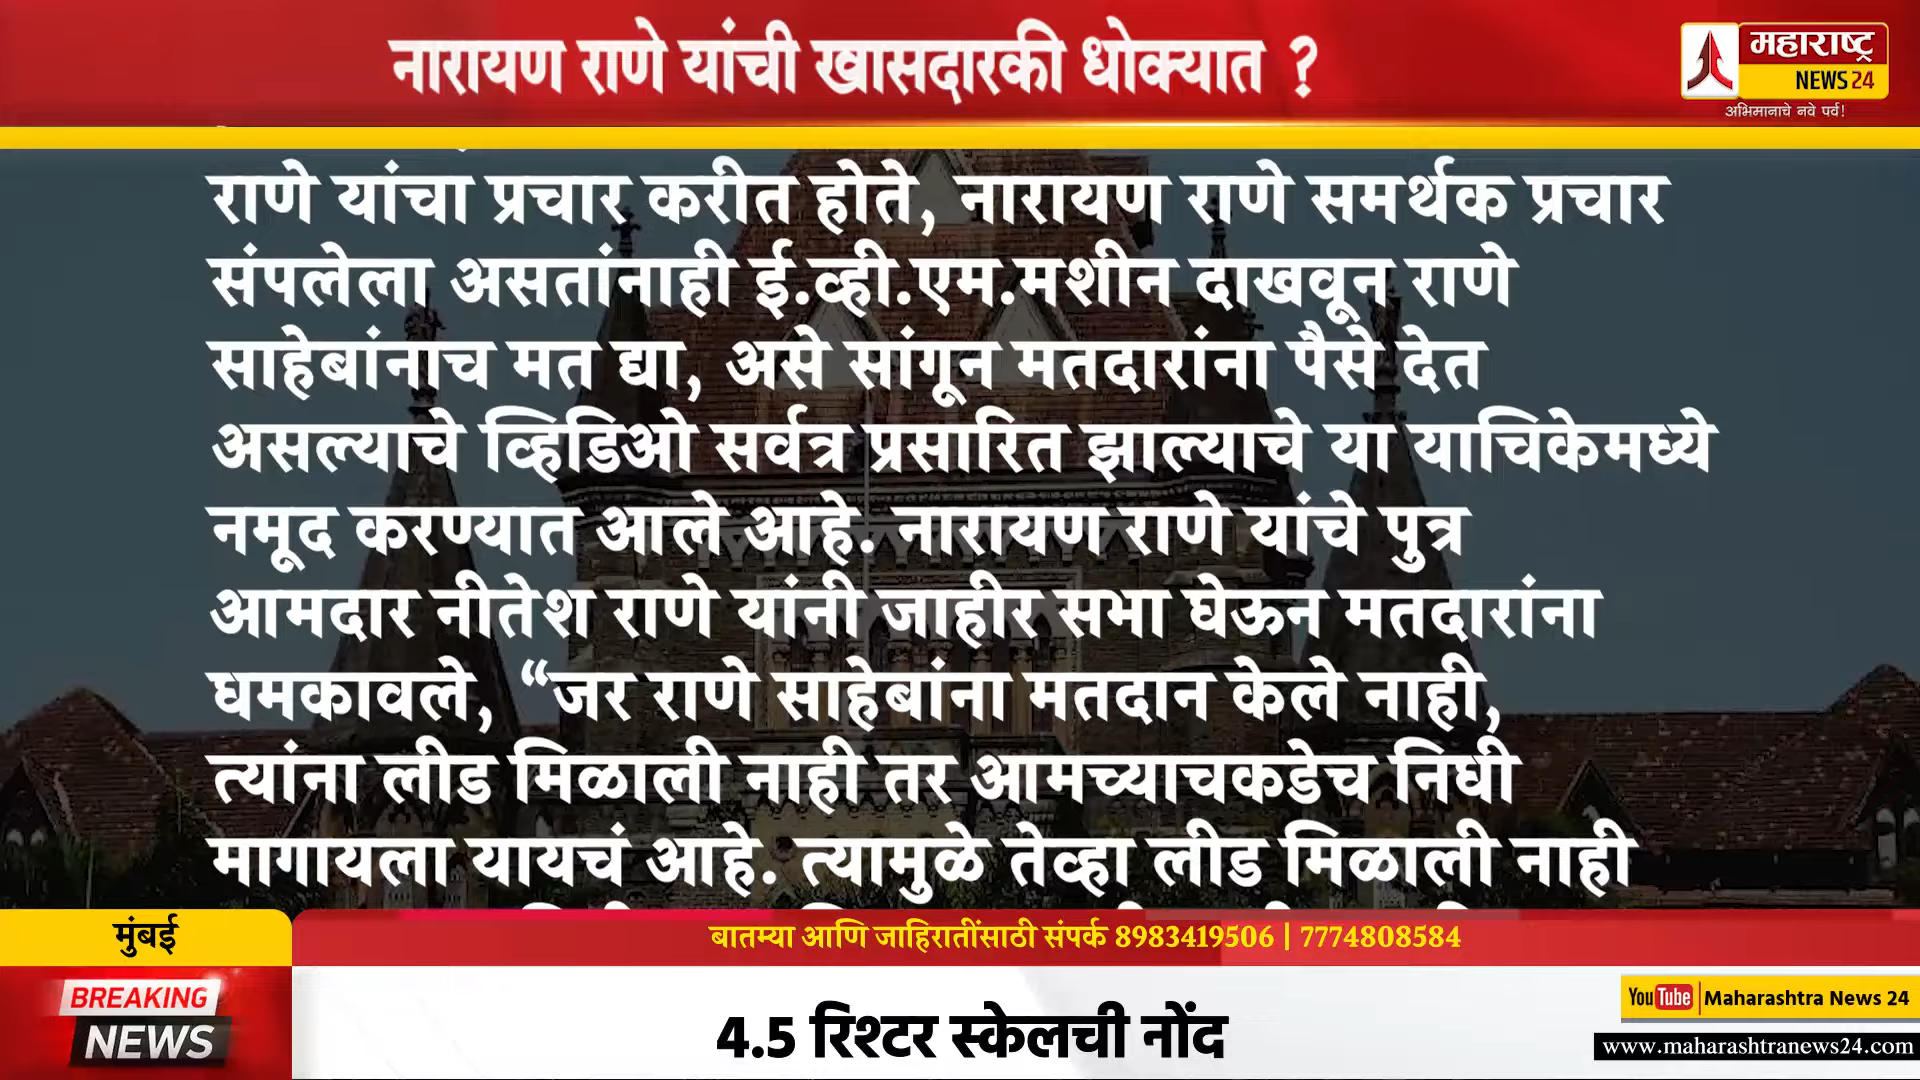 नारायण राणे यांची खासदारकी धोक्यात ?
महाराष्ट्र
NEWS 24
अभिमानाचे नवे पर्व!
राणे यांचा प्रचार करीत होते, नारायण राणे समर्थक प्रचार
संपलेला असतांनाही ई.व्ही.एम.मशीन दाखवून राणे
साहेबांनाच मत द्या, असे सांगून मतदारांना पैसे देत
असल्याचे व्हिडिओ सर्वत्र प्रसारित झाल्याचे या याचिकेमध्ये
नमूद करण्यात आले आहे. नारायण राणे यांचे पुत्र
आमदार नीतेश राणे यांनी जाहीर सभा घेऊन मतदारांना
धमकावले, “जर राणे साहेबांना मतदान केले नाही,
त्यांना लीड मिळाली नाही तर आमच्याचकडेच निधी
मागायला यायचं आहे. त्यामुळे तेव्हा लीड मिळाली नाही
मुंबई
बातम्या आणि जाहिरातींसाठी संपर्क 8983419506 | 7774808584
BREAKING
NEWS
4.5 रिश्टर स्केलची नोंद
YouTube | Maharashtra News 24
www.maharashtranews24.com